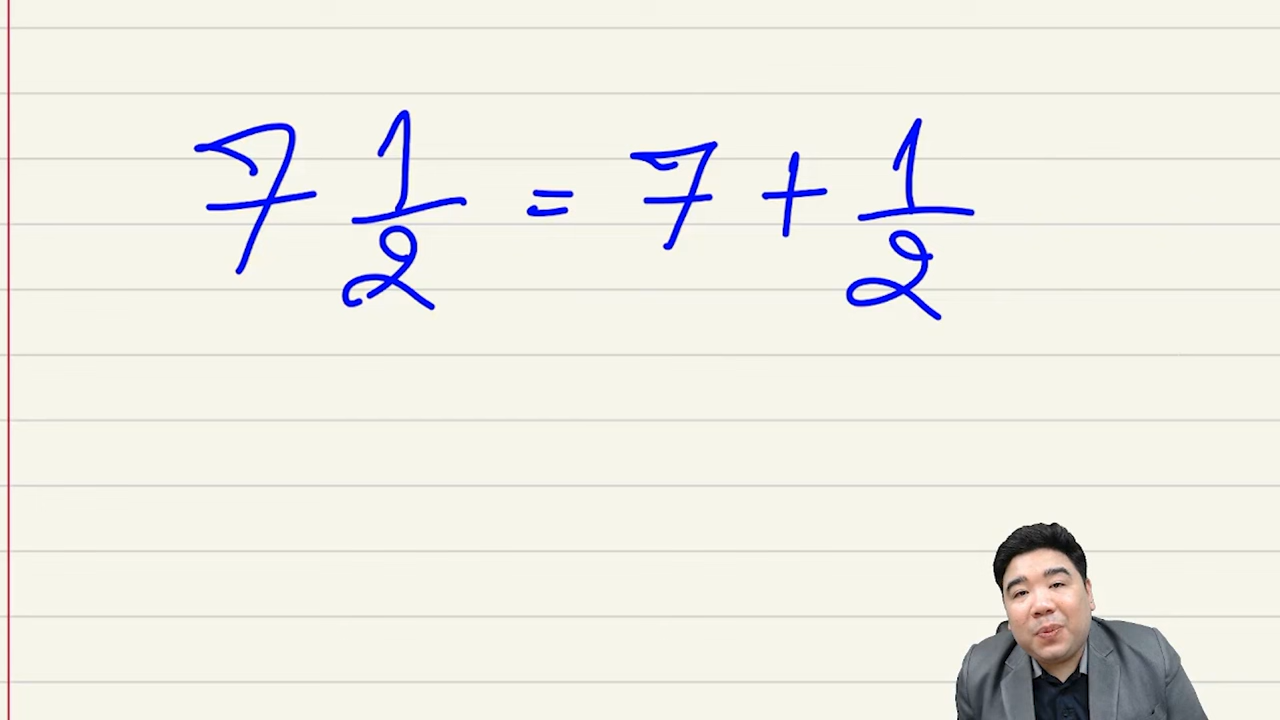 7 1/2 = 7 + 1/2